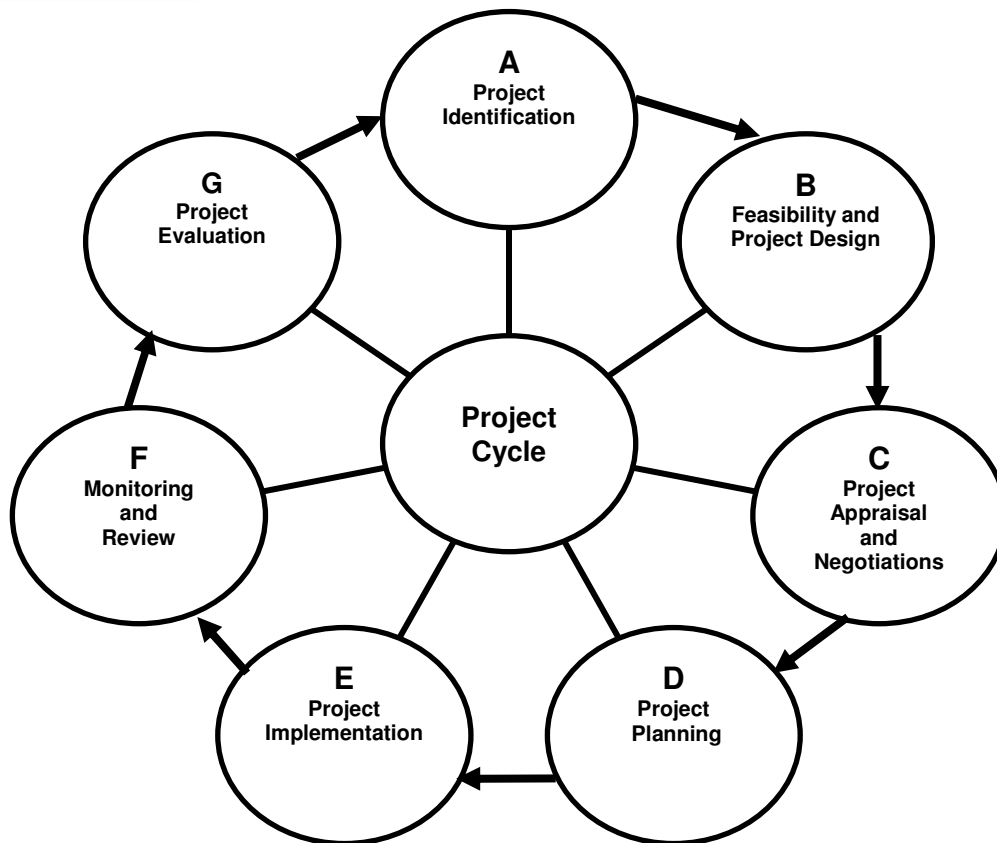 A
Project
Identification
B
Feasibility and
Project Design
C
Project
Appraisal
and
Negotiations
D
Project
Planning
E
Project
Implementation
F
Monitoring
and
Review
G
Project
Evaluation
Project
Cycle